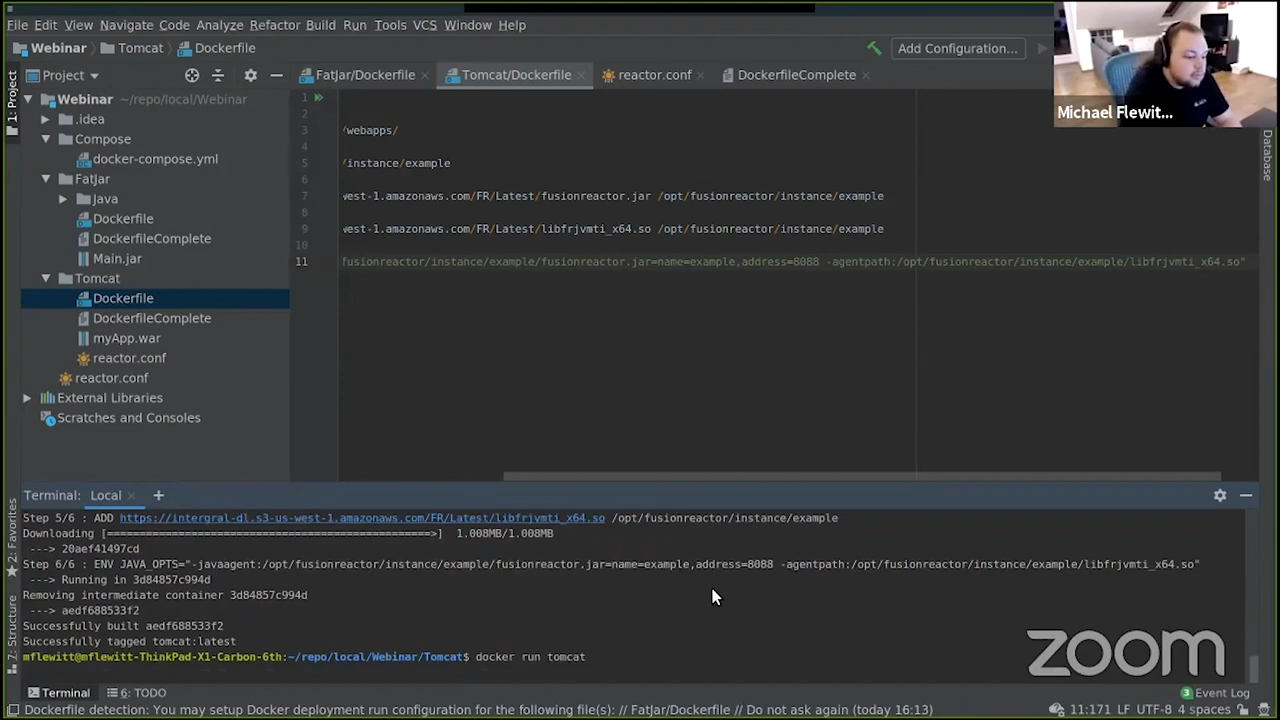 File Edit View Navigate Code Analyze Refactor Build Run Tools VCS Window Help
Webinar Tomcat Dockerfile
Add Configuration...
Michael Flewit...
1: Project
Project
FatJar/Dockerfile
Tomcat/Dockerfile
reactor.conf
DockerfileComplete
Database
Webinar ~/repo/local/Webinar
.idea
Compose
docker-compose.yml
FatJar
Java
Dockerfile
DockerfileComplete
Main.jar
Tomcat
Dockerfile
DockerfileComplete
myApp.war
reactor.conf
reactor.conf
External Libraries
Scratches and Consoles
1
2
3 /webapps/
4
5 /instance/example
6
7 west-1.amazonaws.com/FR/Latest/fusionreactor.jar /opt/fusionreactor/instance/example
8
9 west-1.amazonaws.com/FR/Latest/libfrjvmti_x64.so /opt/fusionreactor/instance/example
10
11 fusionreactor/instance/example/fusionreactor.jar=name=example,address=8088 -agentpath:/opt/fusionreactor/instance/example/libfrjvmti_x64.so"
Terminal: Local +
2: Favorites
7: Structure
Step 5/6 : ADD https://intergral-dl.s3-us-west-1.amazonaws.com/FR/Latest/libfrjvmti_x64.so /opt/fusionreactor/instance/example
Downloading [==================================================>] 1.008MB/1.008MB
---> 20aef41497cd
Step 6/6 : ENV JAVA_OPTS="-javaagent:/opt/fusionreactor/instance/example/fusionreactor.jar=name=example,address=8088 -agentpath:/opt/fusionreactor/instance/example/libfrjvmti_x64.so"
---> Running in 3d84857c994d
Removing intermediate container 3d84857c994d
---> aedf688533f2
Successfully built aedf688533f2
Successfully tagged tomcat:latest
mflewitt@mflewitt-ThinkPad-X1-Carbon-6th:~/repo/local/Webinar/Tomcat$ docker run tomcat
zoom
Terminal 6: TODO
3 Event Log
Dockerfile detection: You may setup Docker deployment run configuration for the following file(s): // FatJar/Dockerfile // Do not ask again (today 16:13)
11:171 LF UTF-8 4 spaces